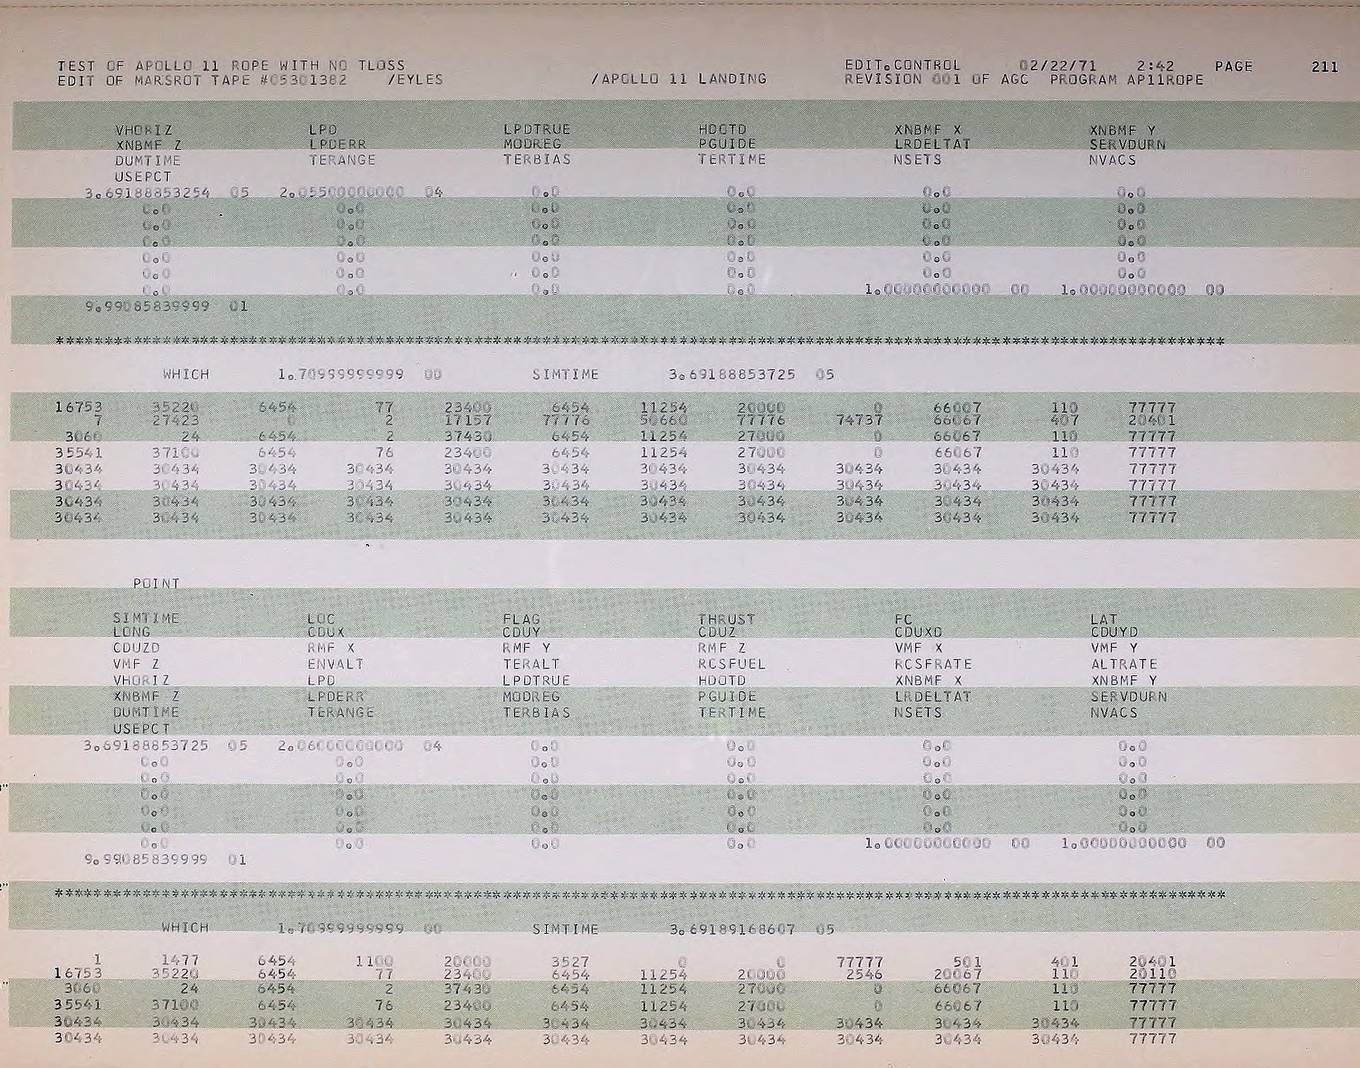 TEST OF APOLLO 11 ROPE WITH NO TLOSS EDIT.CONTROL 02/22/71 2:42 PAGE 211
EDIT OF MARSROT TAPE #05301382 /EYLES /APOLLO 11 LANDING REVISION 001 OF AGC PROGRAM AP11ROPE
VHORIZ LPD LPDTRUE HDOTD XNBMF X XNBMF Y
XNBMF Z LPDERR MODREG PGUIDE LRDELTAT SERVDURN
DUMTIME TERANGE TERBIAS TERTIME NSETS NVACS
USEPCT
3.69188853254 05 2.05500000000 04 0.0 0.0 0.0 0.0
0.0 0.0 0.0 0.0 0.0 0.0
0.0 0.0 0.0 0.0 0.0 0.0
0.0 0.0 0.0 0.0 0.0 0.0
0.0 0.0 0.0 0.0 0.0 0.0
0.0 0.0 0.0 0.0 0.0 0.0
0.0 0.0 0.0 0.0 1.00000000000 00 1.00000000000 00
9.99085839999 01
************************************************************************************************************************
WHICH 1.70999999999 00 SIMTIME 3.69188853725 05
16753 35220 6454 77 23400 6454 11254 20000 0 66007 110 77777
7 27423 0 2 17157 77776 50660 77776 74737 66067 407 20401
3060 24 6454 2 37430 6454 11254 27000 0 66067 110 77777
35541 37100 6454 76 23400 6454 11254 27000 0 66067 110 77777
30434 30434 30434 30434 30434 30434 30434 30434 30434 30434 30434 77777
30434 30434 30434 30434 30434 30434 30434 30434 30434 30434 30434 77777
30434 30434 30434 30434 30434 30434 30434 30434 30434 30434 30434 77777
30434 30434 30434 30434 30434 30434 30434 30434 30434 30434 30434 77777
POINT
SIMTIME LOC FLAG THRUST FC LAT
LONG CDUX CDUY CDUZ CDUXD CDUYD
CDUZD RMF X RMF Y RMF Z VMF X VMF Y
VMF Z ENVALT TERALT RCSFUEL RCSFRATE ALTRATE
VHORIZ LPD LPDTRUE HDOTD XNBMF X XNBMF Y
XNBMF Z LPDERR MODREG PGUIDE LRDELTAT SERVDURN
DUMTIME TERANGE TERBIAS TERTIME NSETS NVACS
USEPCT
3.69188853725 05 2.06000000000 04 0.0 0.0 0.0 0.0
0.0 0.0 0.0 0.0 0.0 0.0
0.0 0.0 0.0 0.0 0.0 0.0
0.0 0.0 0.0 0.0 0.0 0.0
0.0 0.0 0.0 0.0 0.0 0.0
0.0 0.0 0.0 0.0 0.0 0.0
0.0 0.0 0.0 0.0 1.00000000000 00 1.00000000000 00
9.99085839999 01
************************************************************************************************************************
WHICH 1.70999999999 00 SIMTIME 3.69189168607 05
1 1477 6454 1100 20000 3527 0 0 77777 501 401 20401
16753 35220 6454 77 23400 6454 11254 20000 2546 20067 110 20110
3060 24 6454 2 37430 6454 11254 27000 0 66067 110 77777
35541 37100 6454 76 23400 6454 11254 27000 0 66067 110 77777
30434 30434 30434 30434 30434 30434 30434 30434 30434 30434 30434 77777
30434 30434 30434 30434 30434 30434 30434 30434 30434 30434 30434 77777